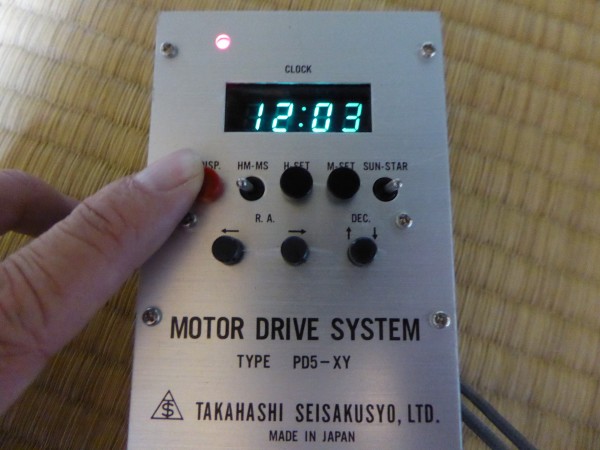 CLOCK
12:03
DISP. HM-MS H-SET M-SET SUN-STAR
R.A. DEC.
← → ↑ ↓
MOTOR DRIVE SYSTEM
TYPE PD5-XY
TAKAHASHI SEISAKUSYO, LTD.
MADE IN JAPAN